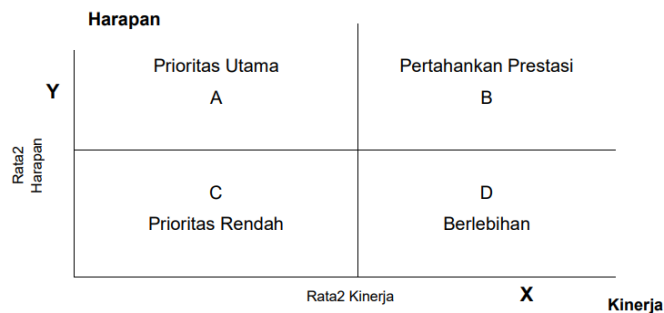 Harapan
Prioritas Utama
Pertahankan Prestasi
Y
A
B
Rata2
Harapan
C
D
Prioritas Rendah
Berlebihan
Rata2 Kinerja
X
Kinerja